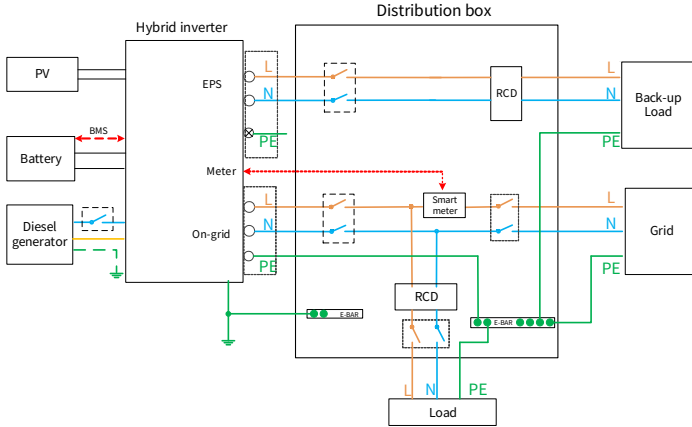 Distribution box
Hybrid inverter
PV
EPS
L
N
PE
RCD
L
N
PE
Back-up
Load
BMS
Battery
Meter
Diesel
generator
On-grid
L
N
PE
Smart
meter
L
N
PE
Grid
RCD
E-BAR
E-BAR
L
N
PE
Load